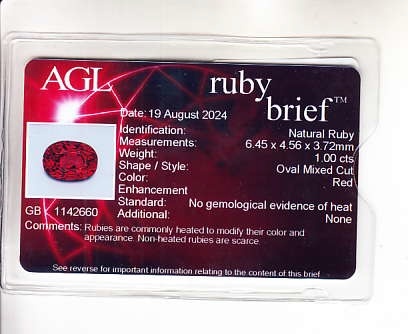 AGL ruby brief™
Date: 19 August 2024
Identification: Natural Ruby
Measurements: 6.45 x 4.56 x 3.72mm
Weight: 1.00 cts
Shape / Style: Oval Mixed Cut
Color: Red
Enhancement
Standard: No gemological evidence of heat
Additional: None
GB 1142660
Comments: Rubies are commonly heated to modify their color and
appearance. Non-heated rubies are scarce.
See reverse for important information relating to the content of this brief